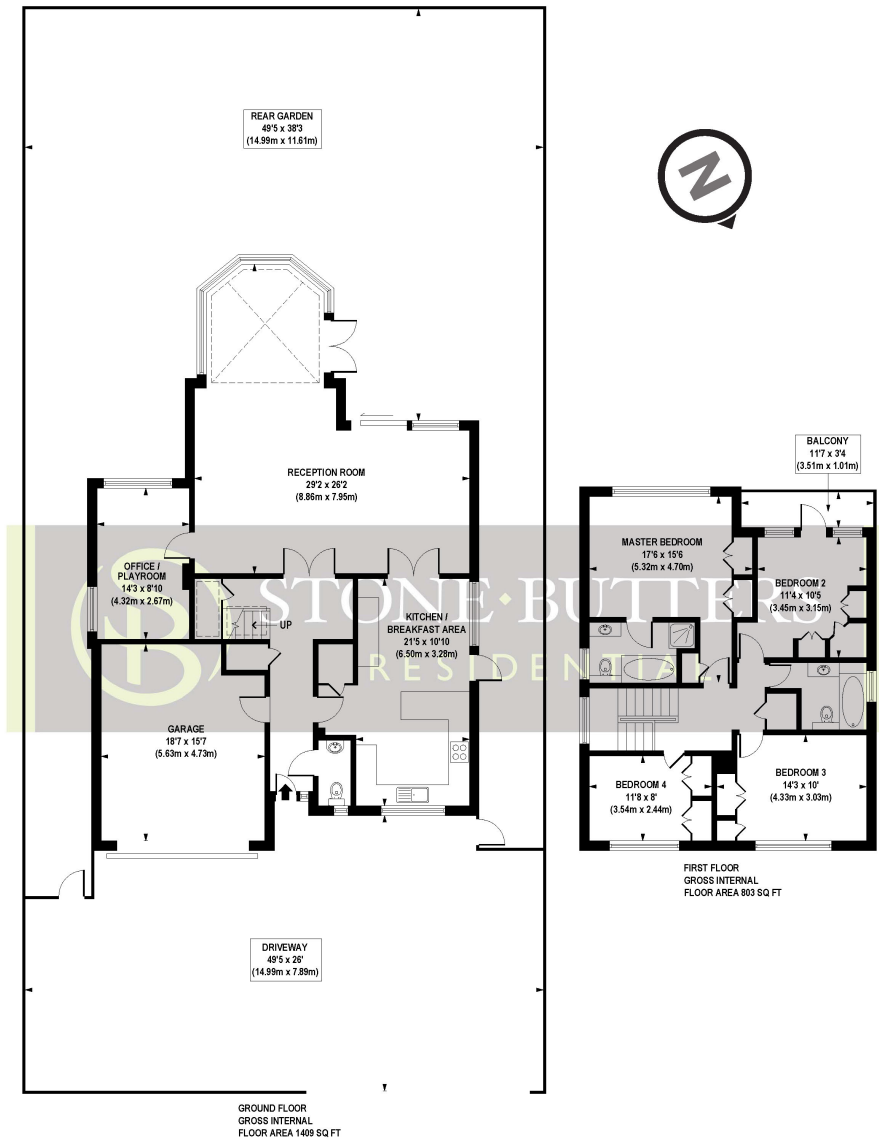 REAR GARDEN
49'5 x 38'3
(14.99m x 11.61m)
N
RECEPTION ROOM
29'2 x 26'2
(8.86m x 7.95m)
BALCONY
11'7 x 3'4
(3.51m x 1.01m)
OFFICE /
PLAYROOM
14'3 x 8'10
(4.32m x 2.67m)
MASTER BEDROOM
17'6 x 15'6
(5.32m x 4.70m)
BEDROOM 2
11'4 x 10'5
(3.45m x 3.15m)
SB
STONE·BUTTERS
RESIDENTIAL
UP
KITCHEN /
BREAKFAST AREA
21'5 x 10'10
(6.50m x 3.28m)
GARAGE
18'7 x 15'7
(5.63m x 4.73m)
BEDROOM 4
11'8 x 8'
(3.54m x 2.44m)
BEDROOM 3
14'3 x 10'
(4.33m x 3.03m)
FIRST FLOOR
GROSS INTERNAL
FLOOR AREA 803 SQ FT
DRIVEWAY
49'5 x 26'
(14.99m x 7.89m)
GROUND FLOOR
GROSS INTERNAL
FLOOR AREA 1409 SQ FT